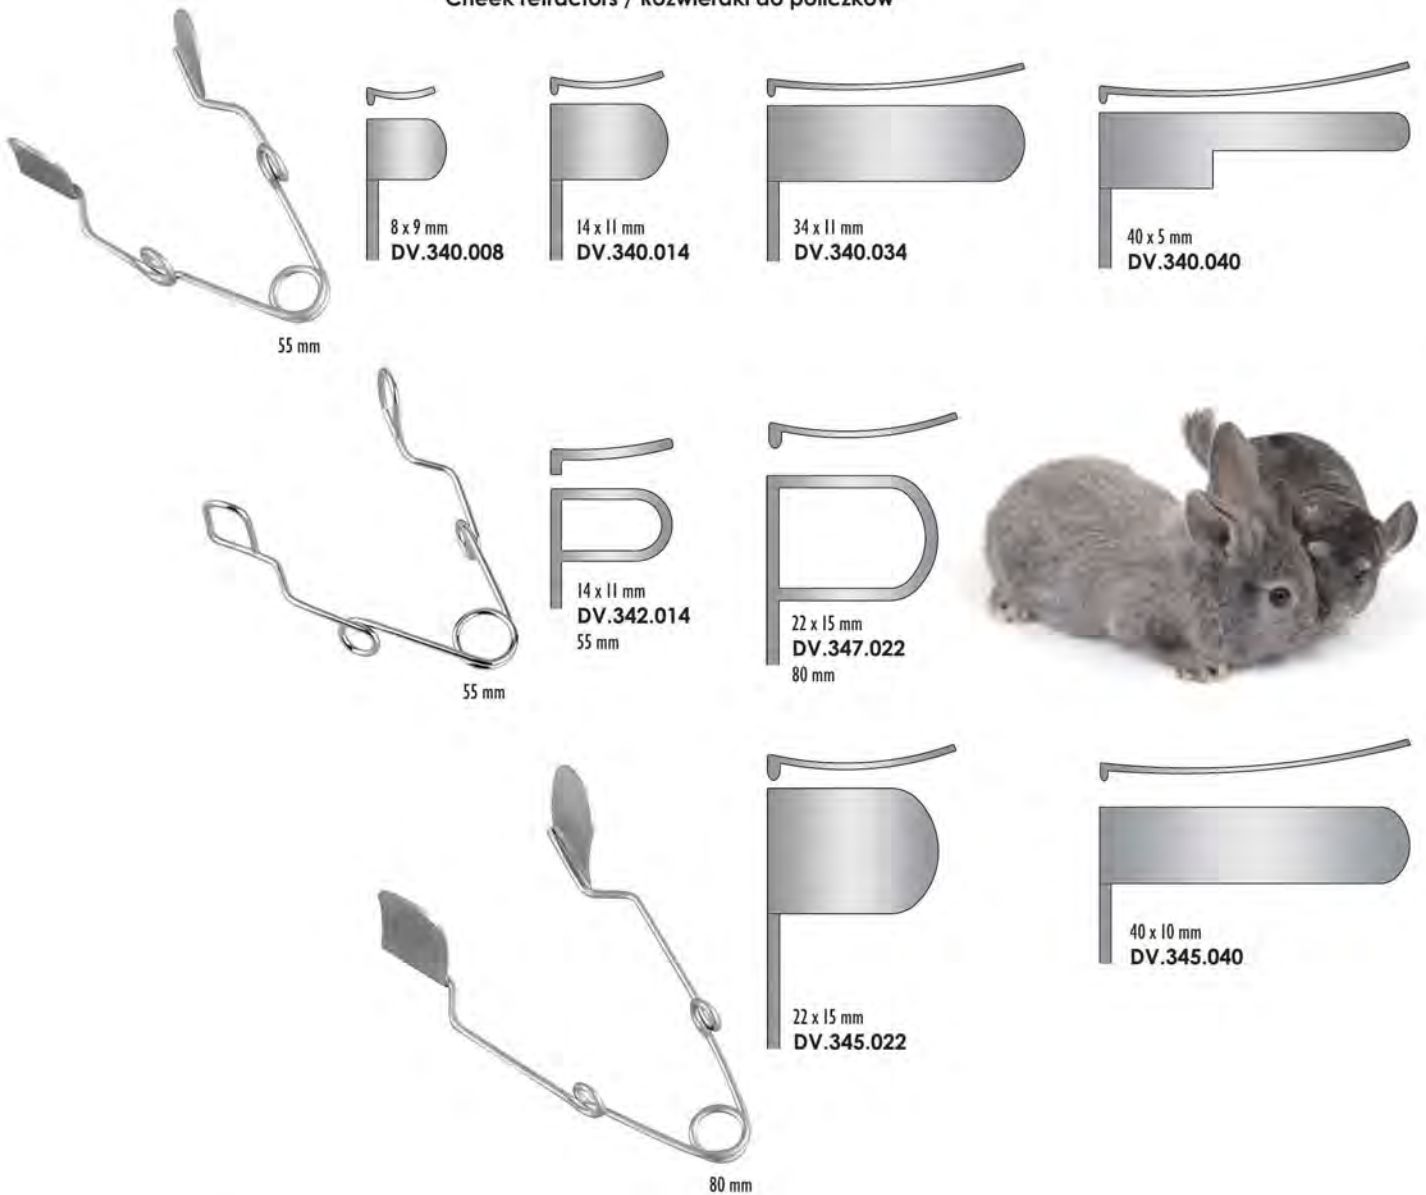 Cheek retractors / Rozwieraki do policzków
8 x 9 mm
DV.340.008
14 x 11 mm
DV.340.014
34 x 11 mm
DV.340.034
40 x 5 mm
DV.340.040
55 mm
14 x 11 mm
DV.342.014
55 mm
22 x 15 mm
DV.347.022
80 mm
55 mm
40 x 10 mm
DV.345.040
22 x 15 mm
DV.345.022
80 mm